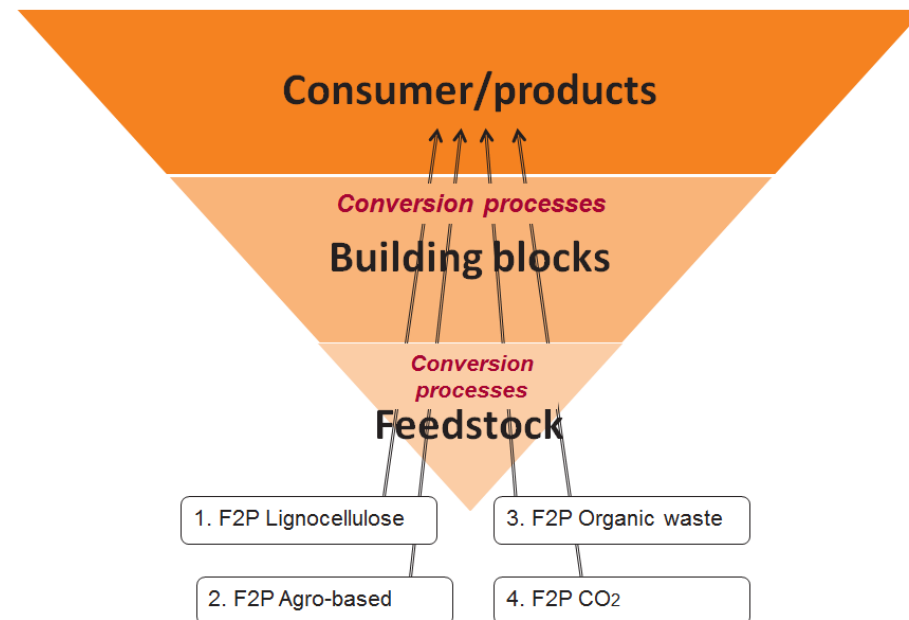 Consumer/products
Conversion processes
Building blocks
Conversion
processes
Feedstock
1. F2P Lignocellulose
3. F2P Organic waste
2. F2P Agro-based
4. F2P CO2